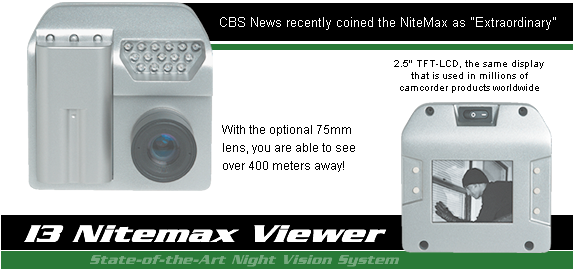 CBS News recently coined the NiteMax as "Extraordinary"
2.5" TFT-LCD, the same display
that is used in millions of
camcorder products worldwide
With the optional 75mm
lens, you are able to see
over 400 meters away!
I3 Nitemax Viewer
State-of-the-Art Night Vision System